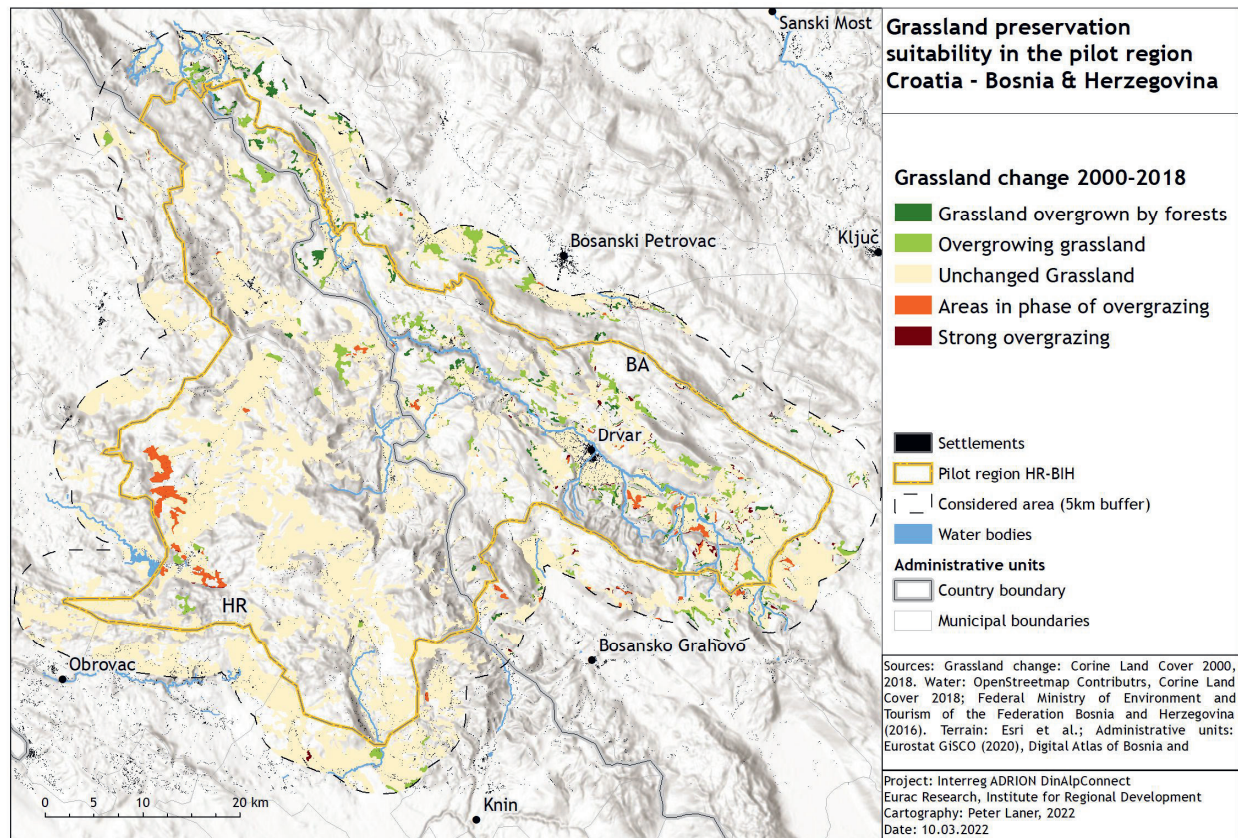 Sanski Most
Bosanski Petrovac
Ključ
BA
Drvar
HR
Bosansko Grahovo
Obrovac
Knin
0 5 10 20 km
Grassland preservation
suitability in the pilot region
Croatia - Bosnia & Herzegovina
Grassland change 2000-2018
Grassland overgrown by forests
Overgrowing grassland
Unchanged Grassland
Areas in phase of overgrazing
Strong overgrazing
Settlements
Pilot region HR-BIH
Considered area (5km buffer)
Water bodies
Administrative units
Country boundary
Municipal boundaries
Sources: Grassland change: Corine Land Cover 2000,
2018. Water: OpenStreetmap Contributrs, Corine Land
Cover 2018; Federal Ministry of Environment and
Tourism of the Federation Bosnia and Herzegovina
(2016). Terrain: Esri et al.; Administrative units:
Eurostat GiSCO (2020), Digital Atlas of Bosnia and
Project: Interreg ADRION DinAlpConnect
Eurac Research, Institute for Regional Development
Cartography: Peter Laner, 2022
Date: 10.03.2022